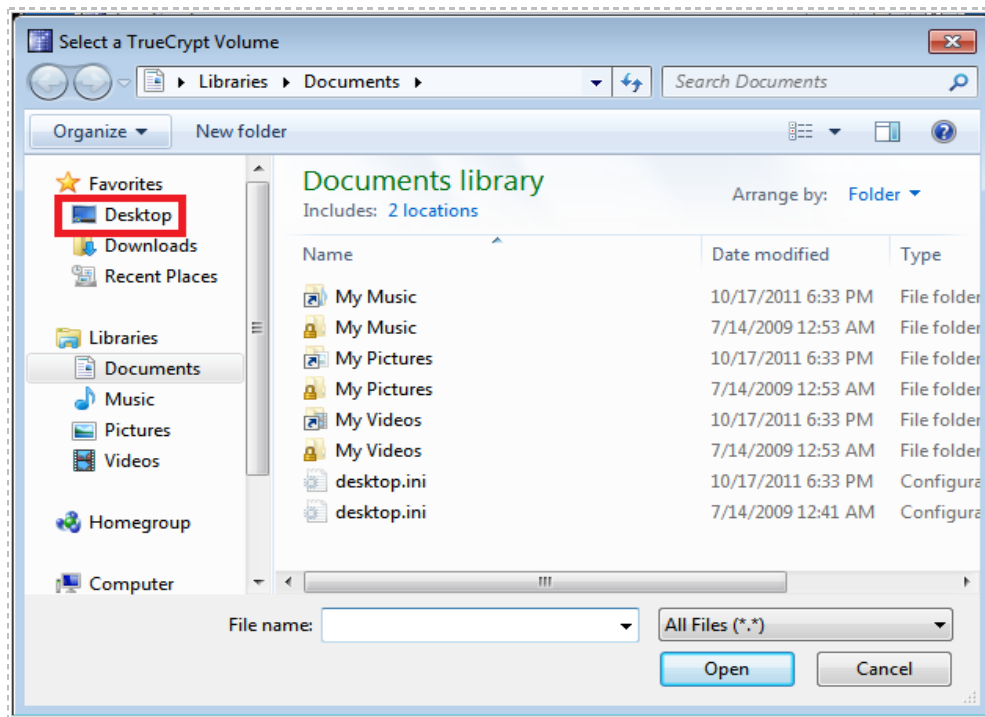 Select a TrueCrypt Volume
Libraries Documents
Search Documents
Organize New folder
Favorites
Desktop
Downloads
Recent Places
Libraries
Documents
Music
Pictures
Videos
Homegroup
Computer
Documents library
Includes: 2 locations
Arrange by: Folder
Name Date modified Type
My Music 10/17/2011 6:33 PM File folder
My Music 7/14/2009 12:53 AM File folder
My Pictures 10/17/2011 6:33 PM File folder
My Pictures 7/14/2009 12:53 AM File folder
My Videos 10/17/2011 6:33 PM File folder
My Videos 7/14/2009 12:53 AM File folder
desktop.ini 10/17/2011 6:33 PM Configura
desktop.ini 7/14/2009 12:41 AM Configura
File name: All Files (*.*)
Open Cancel